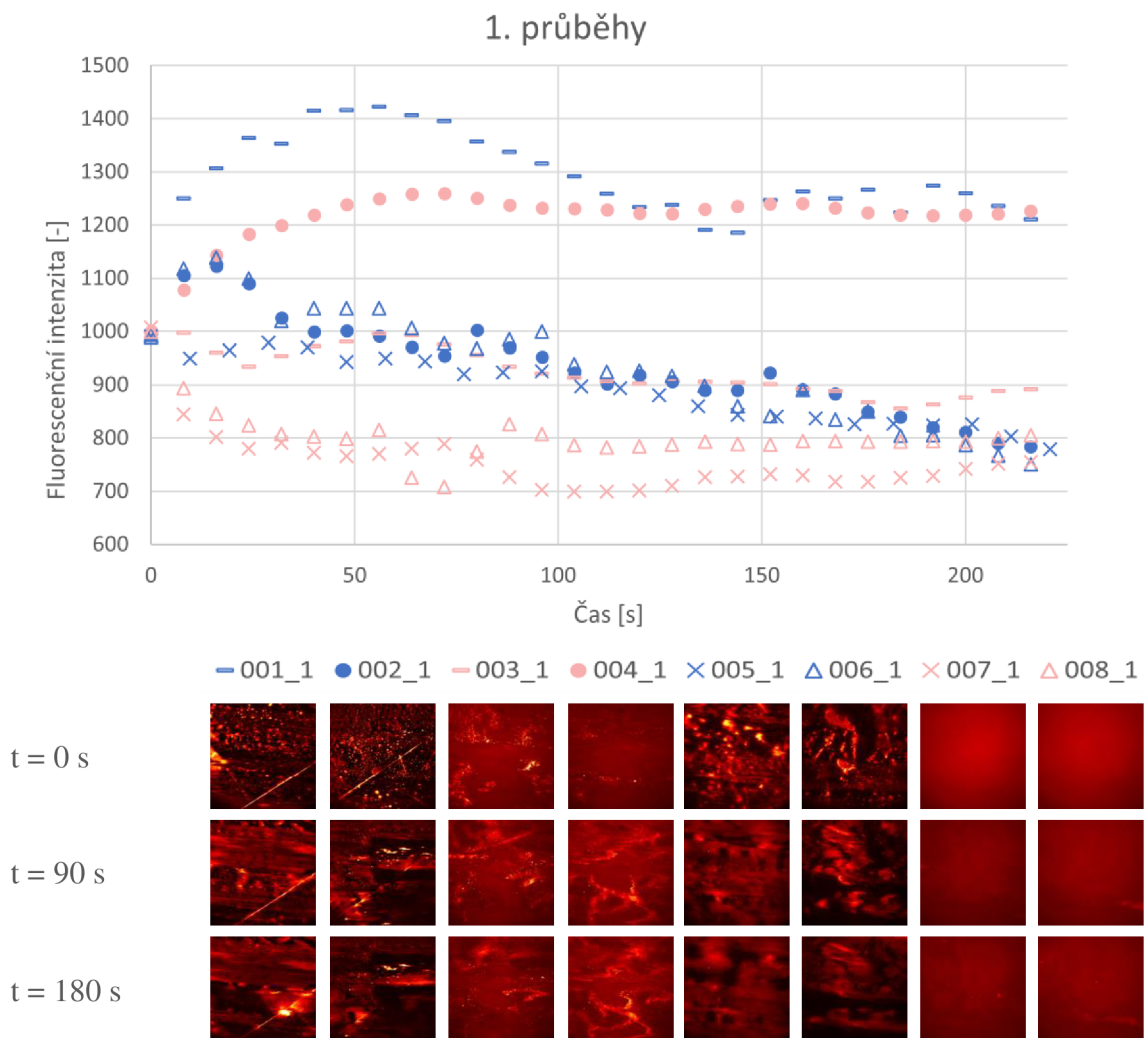 1. průběhy
1500
1400
1300
1200
1100
1000
900
800
700
600
Fluorescenční intenzita [-]
0 50 100 150 200
Čas [s]
001_1 002_1 003_1 004_1 005_1 006_1 007_1 008_1
t = 0 s
t = 90 s
t = 180 s